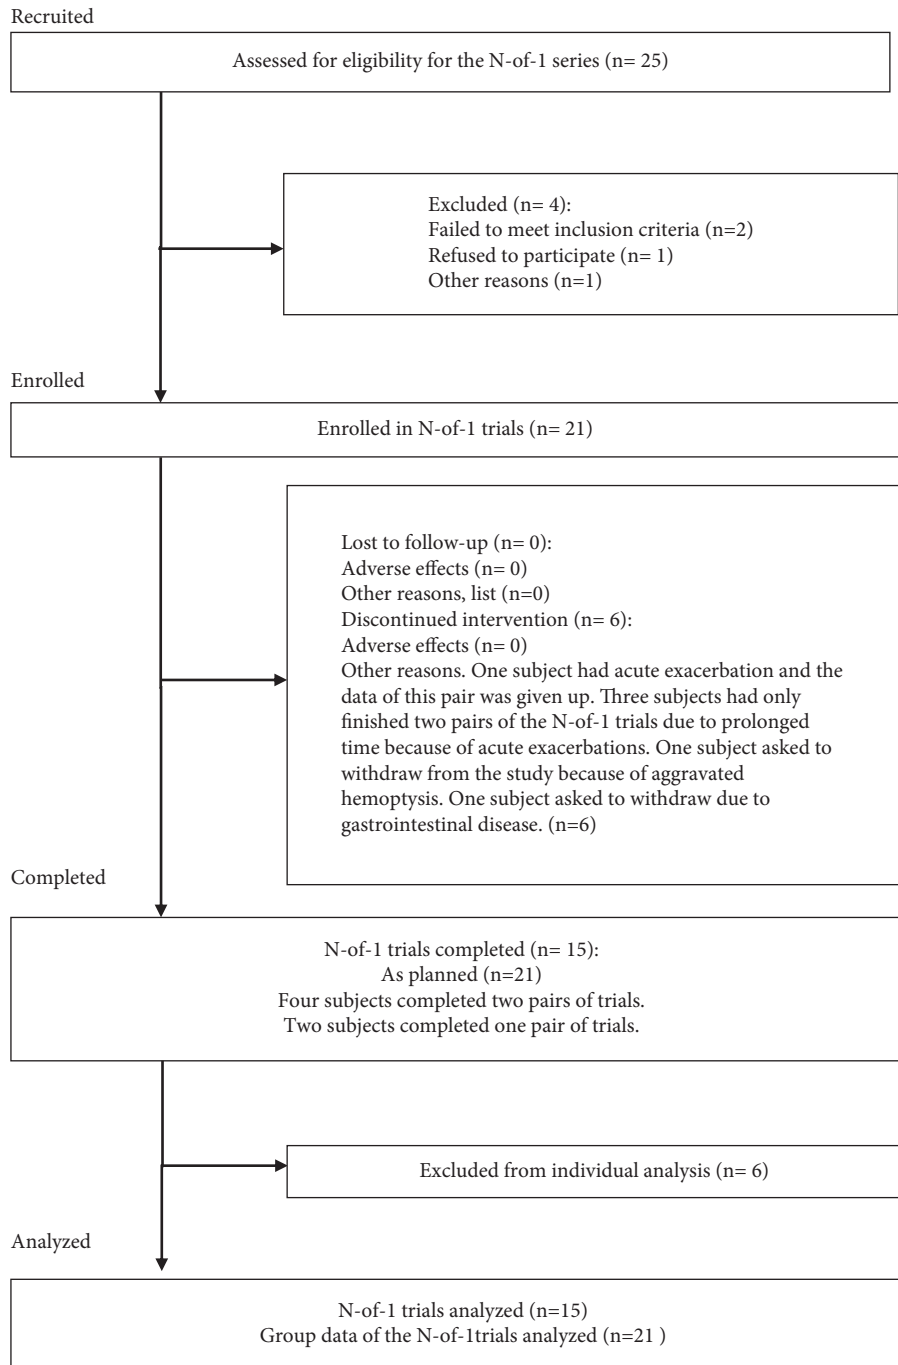 Recruited
Assessed for eligibility for the N-of-1 series (n= 25)
Excluded (n= 4):
Failed to meet inclusion criteria (n=2)
Refused to participate (n= 1)
Other reasons (n=1)
Enrolled
Enrolled in N-of-1 trials (n= 21)
Lost to follow-up (n= 0):
Adverse effects (n= 0)
Other reasons, list (n=0)
Discontinued intervention (n= 6):
Adverse effects (n= 0)
Other reasons. One subject had acute exacerbation and the
data of this pair was given up. Three subjects had only
finished two pairs of the N-of-1 trials due to prolonged
time because of acute exacerbations. One subject asked to
withdraw from the study because of aggravated
hemoptysis. One subject asked to withdraw due to
gastrointestinal disease. (n=6)
Completed
N-of-1 trials completed (n= 15):
As planned (n=21)
Four subjects completed two pairs of trials.
Two subjects completed one pair of trials.
Excluded from individual analysis (n= 6)
Analyzed
N-of-1 trials analyzed (n=15)
Group data of the N-of-1trials analyzed (n=21 )